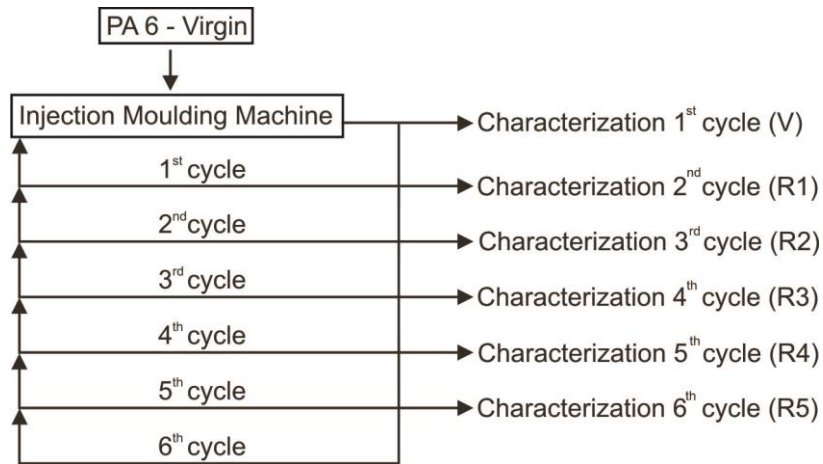 PA 6 - Virgin
Injection Moulding Machine
Characterization 1st cycle (V)
1st cycle
Characterization 2nd cycle (R1)
2nd cycle
Characterization 3rd cycle (R2)
3rd cycle
Characterization 4th cycle (R3)
4th cycle
Characterization 5th cycle (R4)
5th cycle
Characterization 6th cycle (R5)
6th cycle